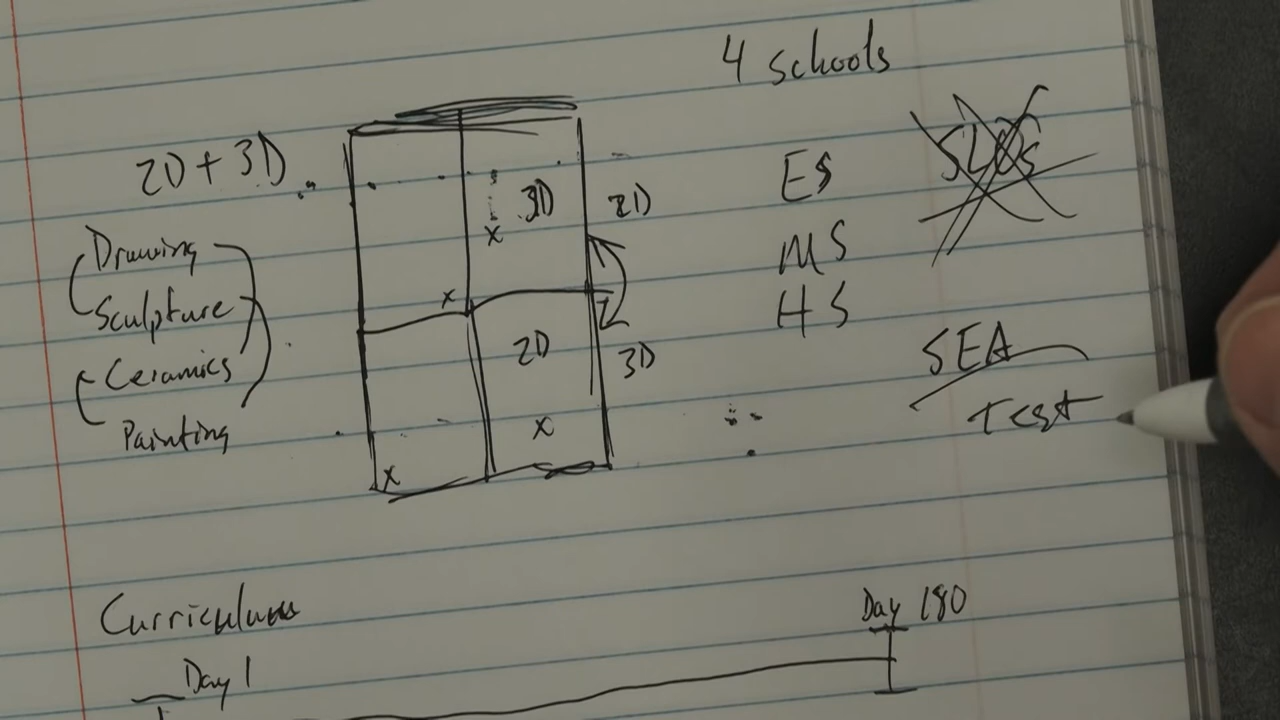 4 schools
2D + 3D
Drawing
Sculpture
Ceramics
Painting
3D
2D
x
x
2D
3D
x
x
ES
MS
HS
SLOs
SEA
Test
Curriculum
Day 1
Day 180